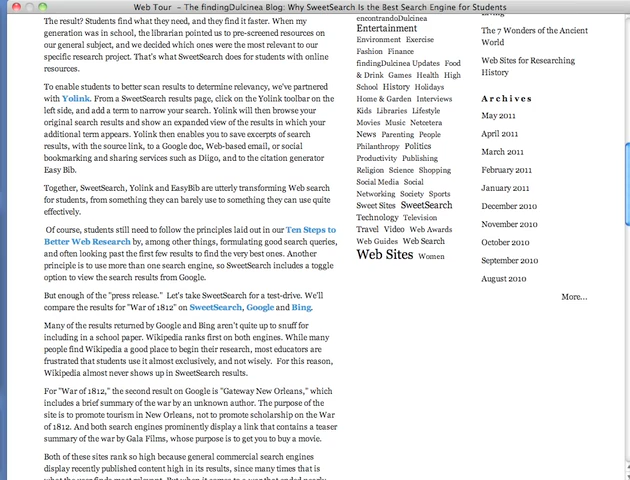 Web Tour – The findingDulcinea Blog: Why SweetSearch Is the Best Search Engine for Students
The result? Students find what they need, and they find it faster. When my
generation was in school, the librarian pointed us to pre-screened resources on
our general subject, and we decided which ones were the most relevant to our
specific research project. That's what SweetSearch does for students with online
resources.
To enable students to better scan results to determine relevancy, we've partnered
with Yolink. From a SweetSearch results page, click on the Yolink toolbar on the
left, and add a term to narrow your search. Yolink will then browse your
original search results and show an expanded view of the results in which your
additional term appears. Yolink then enables you to save excerpts of search
results, with the source link, to a Google doc, Web-based email, or social
bookmarking and sharing services such as Diigo, and to the citation generator
Easy Bib.
Together, SweetSearch, Yolink and EasyBib are utterly transforming Web search
for students, from something they can barely use to something they can use quite
effectively.
Of course, students still need to follow the principles laid out in our Ten Steps to
Better Web Research by, among other things, formulating good search queries,
and often looking past the first few results to find the very best ones. Another
principle is to use more than one search engine, so SweetSearch includes a toggle
option to view the search results from Google.
But enough of the "press release." Let's take SweetSearch for a test-drive. We'll
compare the results for "War of 1812" on SweetSearch, Google and Bing.
Many of the results returned by Google and Bing aren't quite up to snuff for
including in a school paper. Wikipedia ranks first on both engines. While many
people find Wikipedia a good place to begin their research, most educators are
frustrated that students use it almost exclusively, and not wisely. For this reason,
Wikipedia almost never shows up in SweetSearch results.
For "War of 1812," the second result on Google is "Gateway New Orleans," which
includes a brief summary of the war by an unknown author. The purpose of the
site is to promote tourism in New Orleans, not to promote scholarship on the War
of 1812. And both search engines prominently display a link that contains a teaser
summary of the war by Gala Films, whose purpose is to get you to buy a movie.
Both of these sites rank so high because general commercial search engines
display recently published content high in its results, since many times that is
what the user finds most relevant. But when it comes to a war that ended nearly
encontrandoDulcinea
Entertainment
Environment Exercise
Fashion Finance
findingDulcinea Updates Food
& Drink Games Health High
School History Holidays
Home & Garden Interviews
Kids Libraries Lifestyle
Movies Music Netcetera
News Parenting People
Philanthropy Politics
Productivity Publishing
Religion Science Shopping
Social Media Social
Networking Society Sports
Sweet Sites SweetSearch
Technology Television
Travel Video Web Awards
Web Guides Web Search
Web Sites Women
Living
The 7 Wonders of the Ancient
World
Web Sites for Researching
History
Archives
May 2011
April 2011
March 2011
February 2011
January 2011
December 2010
November 2010
October 2010
September 2010
August 2010
More...